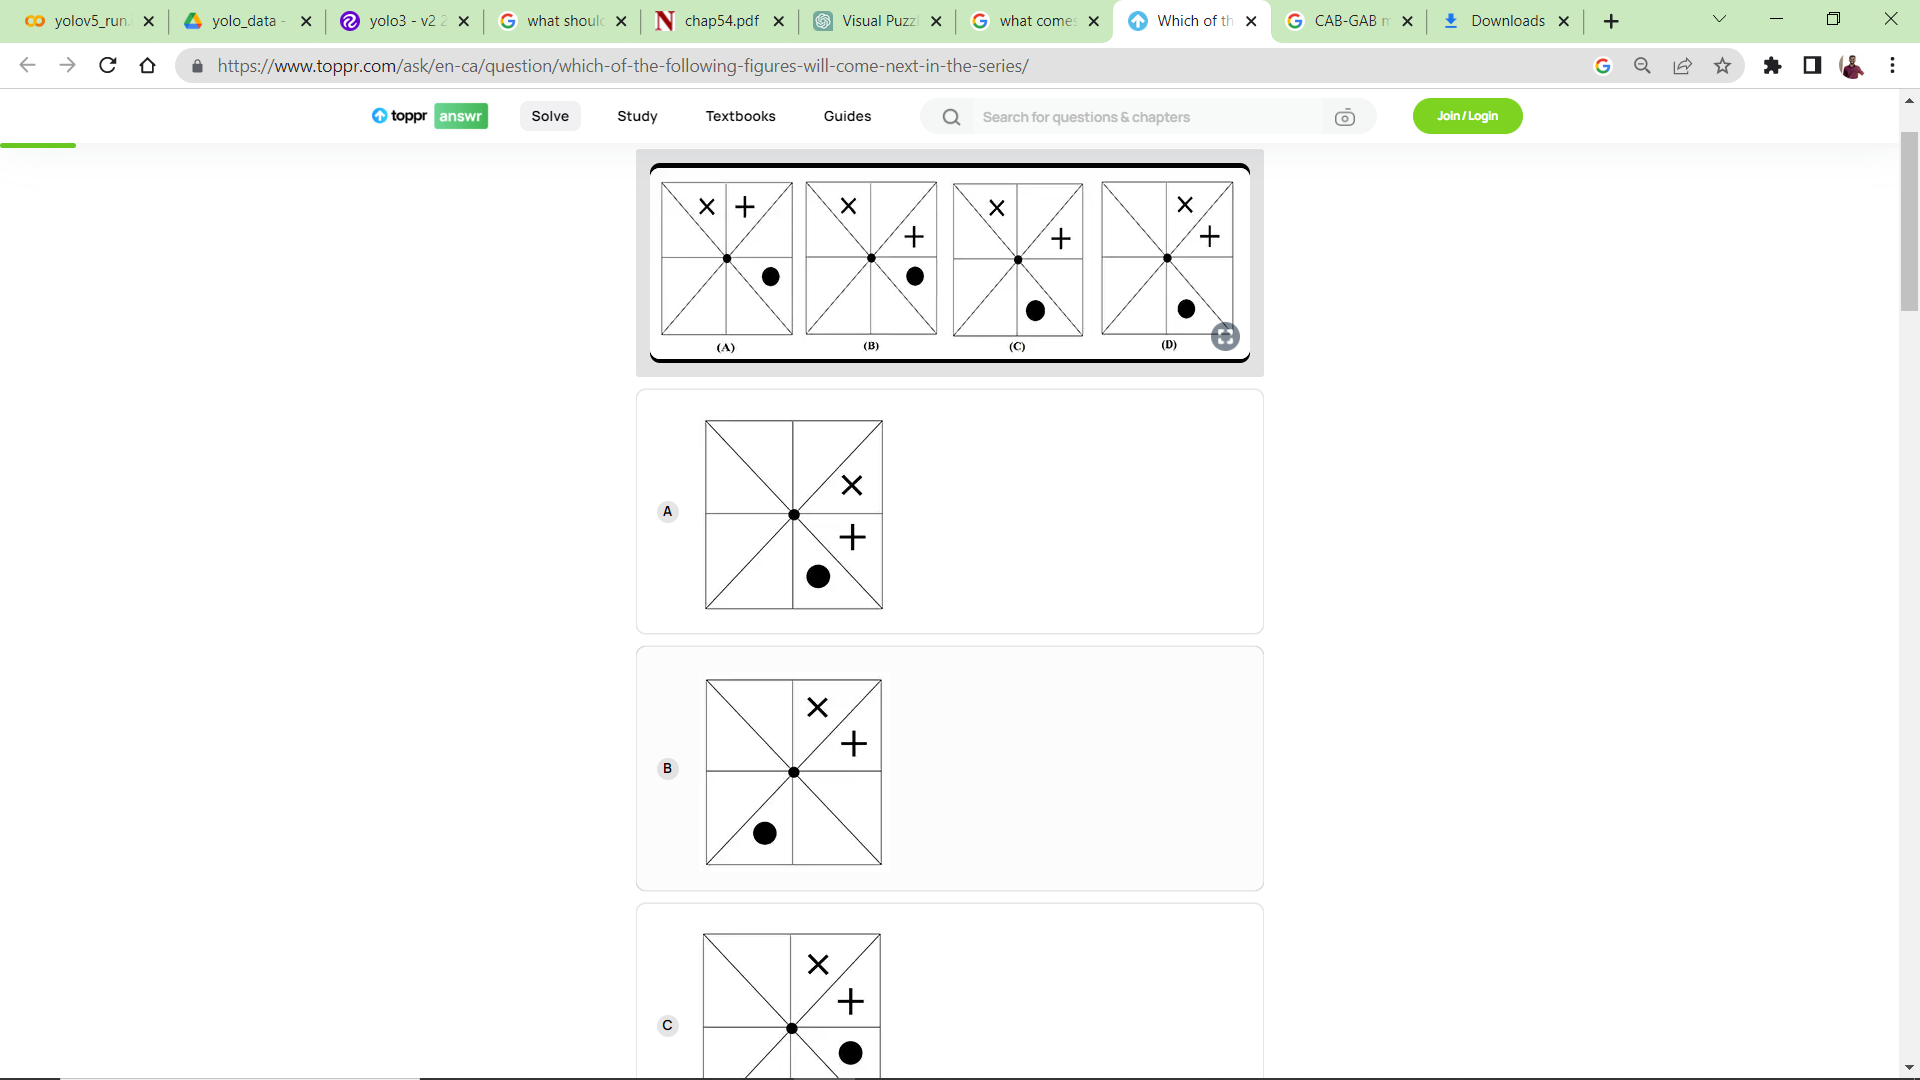 yolov5_run.
yolo_data -
yolo3 - v2 2
what shoul
chap54.pdf
Visual Puzz
what comes
Which of th
CAB-GAB m
Downloads
https://www.toppr.com/ask/en-ca/question/which-of-the-following-figures-will-come-next-in-the-series/
toppr answr
Solve
Study
Textbooks
Guides
Search for questions & chapters
Join / Login
(A)
(B)
(C)
(D)
A
B
C